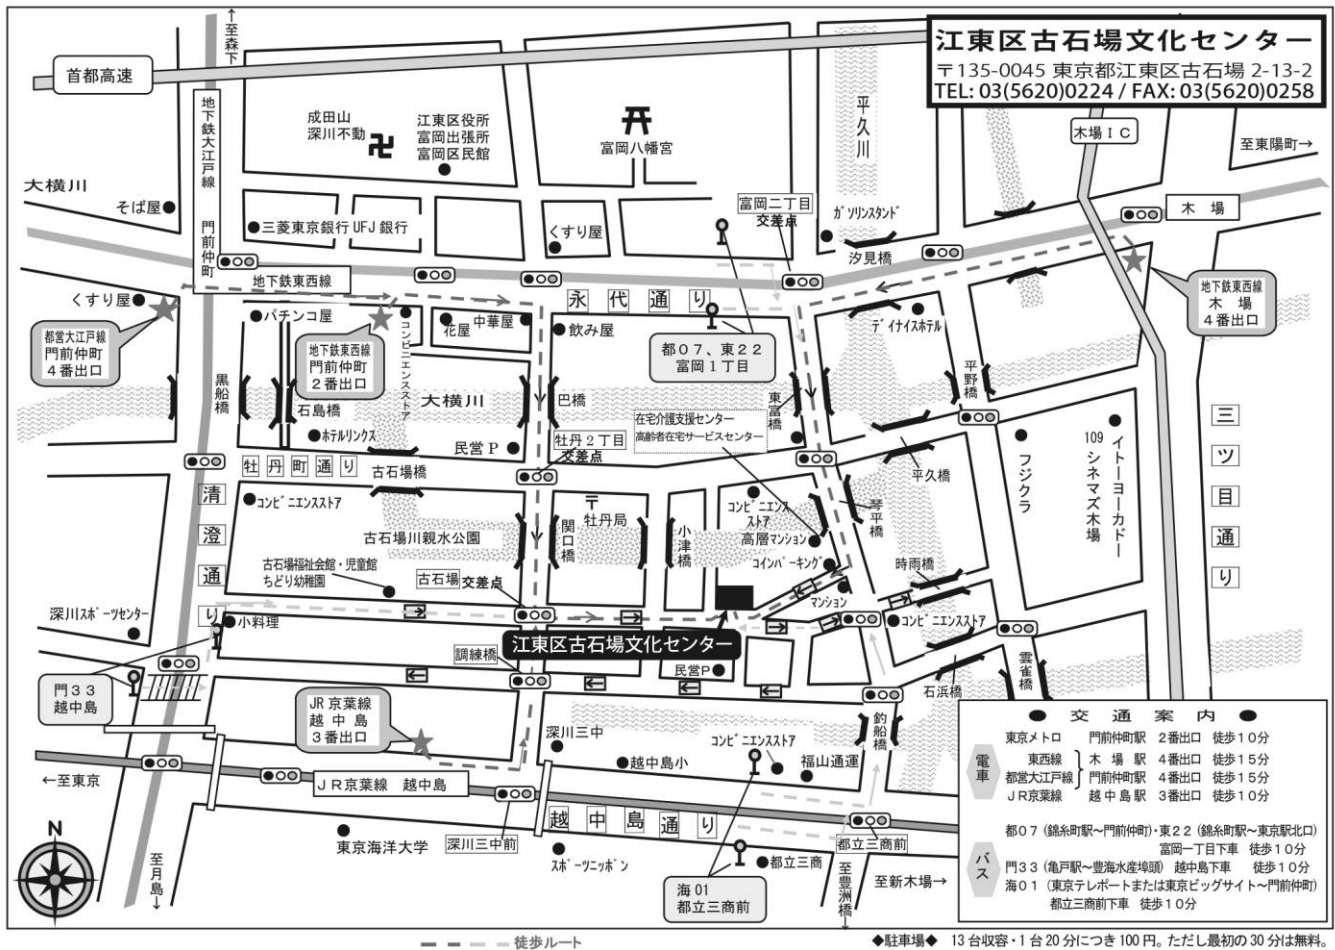 ↑至森下
江東区古石場文化センター
〒135-0045 東京都江東区古石場 2-13-2
TEL: 03(5620)0224 / FAX: 03(5620)0258
首都高速
地下鉄大江戸線 門前仲町
成田山
深川不動
江東区役所
富岡出張所
富岡区民館
富岡八幡宮
平久川
木場IC
至東陽町→
大横川
そば屋
三菱東京銀行UFJ銀行
くすり屋
富岡二丁目
交差点
ガソリンスタンド
木場
汐見橋
地下鉄東西線
くすり屋
永代通り
地下鉄東西線
木場
4番出口
パチンコ屋
コンビニエンスストア
花屋
中華屋
飲み屋
デイナイスホテル
都営大江戸線
門前仲町
4番出口
地下鉄東西線
門前仲町
2番出口
都07、東22
富岡1丁目
黒船橋
石島橋
大横川
巴橋
東富橋
平野橋
在宅介護支援センター
高齢者在宅サービスセンター
ホテルリンクス
民営P
牡丹2丁目
交差点
牡丹町通り
古石場橋
平久橋
フジクラ
109シネマズ木場
イトーヨーカドー
三ツ目通り
清澄通り
コンビニエンスストア
〒
牡丹局
コンビニエンス
ストア
琴平橋
古石場川親水公園
関口橋
小津橋
高層マンション
古石場福祉会館・児童館
ちどり幼稚園
古石場 交差点
コインパーキング
時雨橋
マンション
深川スポーツセンター
小料理
コンビニエンスストア
江東区古石場文化センター
調練橋
民営P
石浜橋
雲雀橋
門33
越中島
JR京葉線
越中島
3番出口
深川三中
コンビニエンスストア
釣船橋
越中島小
福山通運
←至東京
JR京葉線 越中島
越中島通り
東京海洋大学
深川三中前
都立三商前
スポーツニッポン
都立三商
N
至月島↓
海01
都立三商前
至豊洲橋↓
至新木場→
● 交通案内 ●
電車
東京メトロ 門前仲町駅 2番出口 徒歩10分
東西線 木場駅 4番出口 徒歩15分
都営大江戸線 門前仲町駅 4番出口 徒歩15分
JR京葉線 越中島駅 3番出口 徒歩10分
バス
都07(錦糸町駅～門前仲町)・東22(錦糸町駅～東京駅北口)
富岡一丁目下車 徒歩10分
門33(亀戸駅～豊海水産埠頭) 越中島下車 徒歩10分
海01(東京テレポートまたは東京ビッグサイト～門前仲町)
都立三商前下車 徒歩10分
徒歩ルート
◆駐車場◆ 13台収容・1台20分につき100円。ただし最初の30分は無料。